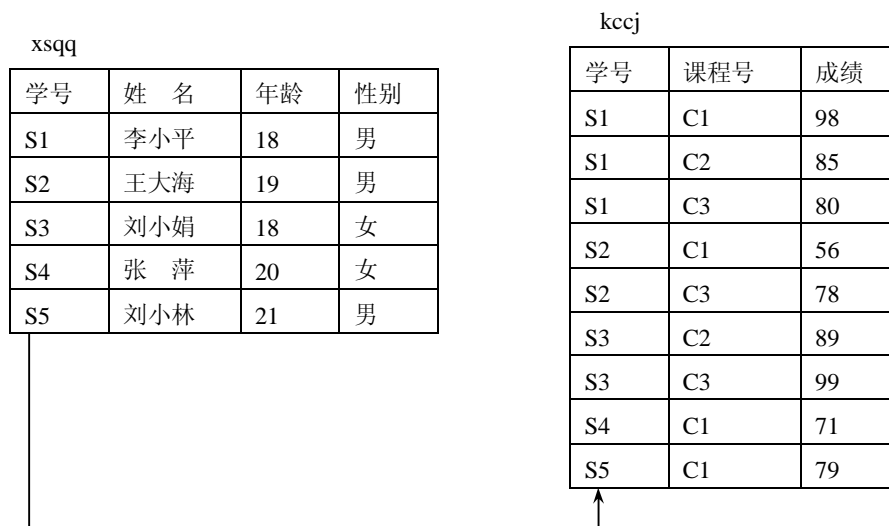 xsqq
学号 姓 名 年龄 性别
S1 李小平 18 男
S2 王大海 19 男
S3 刘小娟 18 女
S4 张 萍 20 女
S5 刘小林 21 男
kccj
学号 课程号 成绩
S1 C1 98
S1 C2 85
S1 C3 80
S2 C1 56
S2 C3 78
S3 C2 89
S3 C3 99
S4 C1 71
S5 C1 79